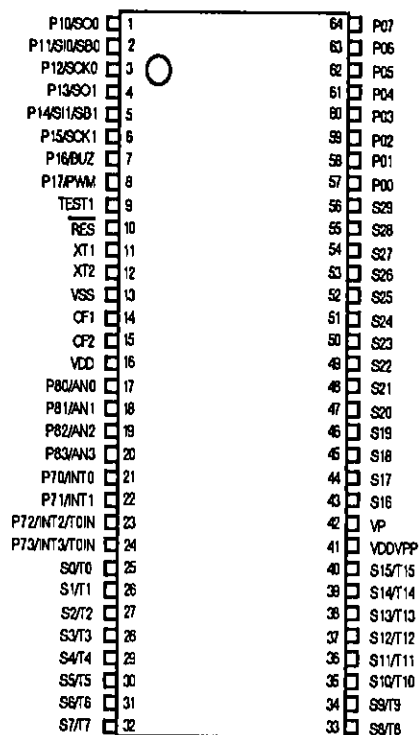 P10/SO0 1 64 P07
P11/SI0/SB0 2 63 P06
P12/SCK0 3 62 P05
P13/SO1 4 61 P04
P14/SI1/SB1 5 60 P03
P15/SCK1 6 59 P02
P16/BUZ 7 58 P01
P17/PWM 8 57 P00
TEST1 9 56 S29
RES 10 55 S28
XT1 11 54 S27
XT2 12 53 S26
VSS 13 52 S25
CF1 14 51 S24
CF2 15 50 S23
VDD 16 49 S22
P80/AN0 17 48 S21
P81/AN1 18 47 S20
P82/AN2 19 46 S19
P83/AN3 20 45 S18
P70/INT0 21 44 S17
P71/INT1 22 43 S16
P72/INT2/T0IN 23 42 VP
P73/INT3/T0IN 24 41 VDDVPP
S0/T0 25 40 S15/T15
S1/T1 26 39 S14/T14
S2/T2 27 38 S13/T13
S3/T3 28 37 S12/T12
S4/T4 29 36 S11/T11
S5/T5 30 35 S10/T10
S6/T6 31 34 S9/T9
S7/T7 32 33 S8/T8